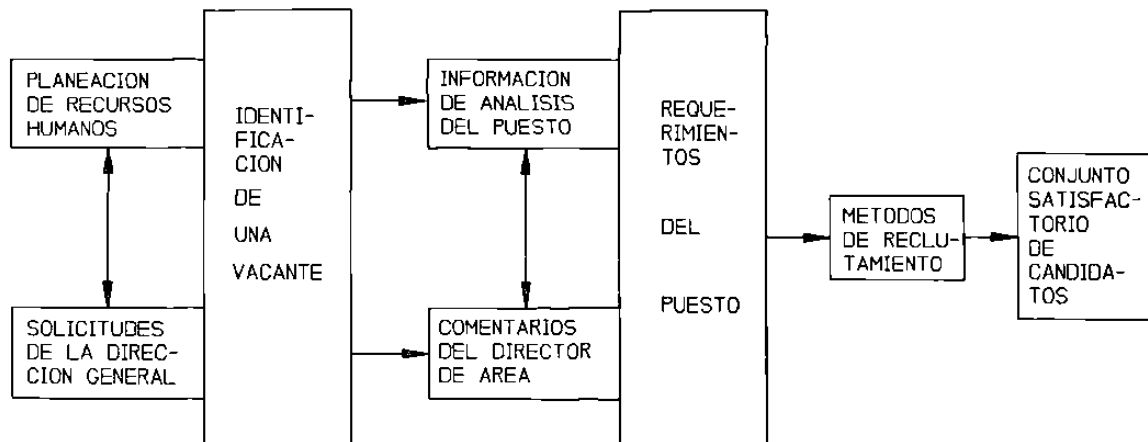 PLANEACION
DE RECURSOS
HUMANOS
SOLICITUDES
DE LA DIREC-
CION GENERAL
IDENTI-
FICA-
CION
DE
UNA
VACANTE
INFORMACION
DE ANALISIS
DEL PUESTO
COMENTARIOS
DEL DIRECTOR
DE AREA
REQUE-
RIMIEN-
TOS
DEL
PUESTO
METODOS
DE RECLU-
TAMIENTO
CONJUNTO
SATISFAC-
TORIO
DE
CANDIDA-
TOS